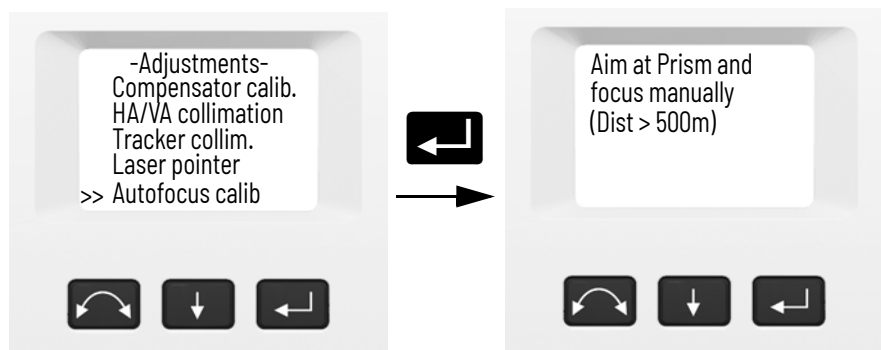 -Adjustments-
Compensator calib.
HA/VA collimation
Tracker collim.
Laser pointer
>> Autofocus calib
Aim at Prism and
focus manually
(Dist > 500m)